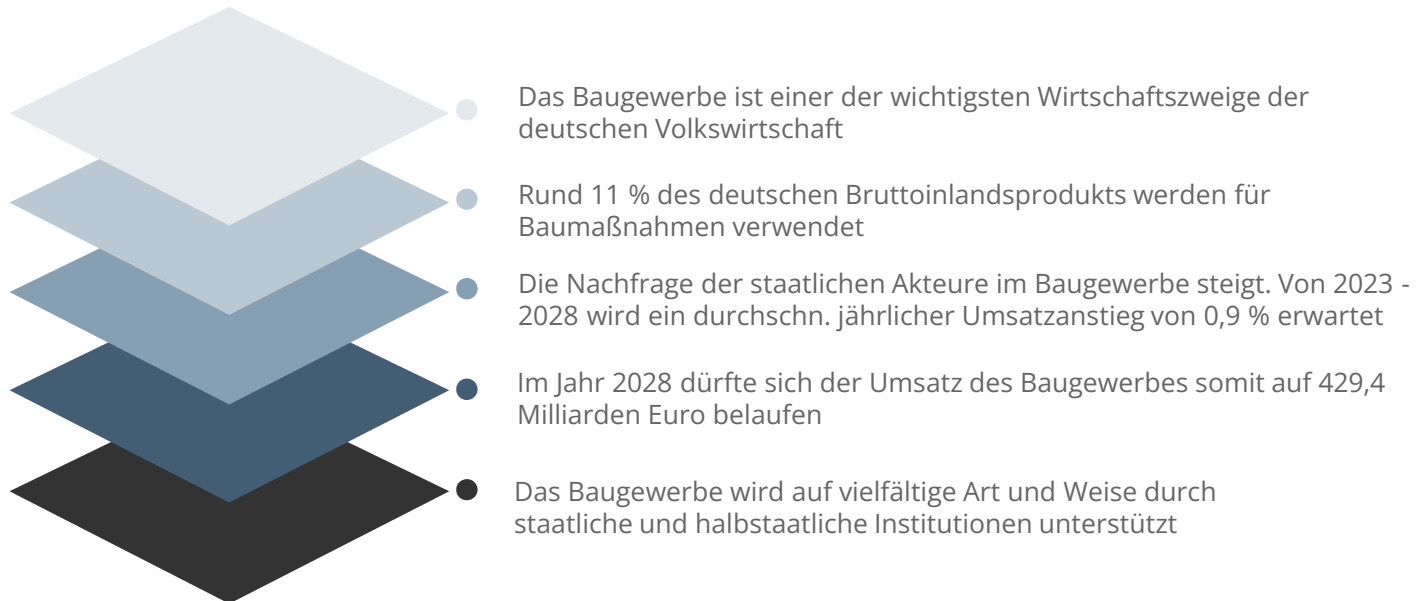 Das Baugewerbe ist einer der wichtigsten Wirtschaftszweige der
deutschen Volkswirtschaft
Rund 11 % des deutschen Bruttoinlandsprodukts werden für
Baumaßnahmen verwendet
Die Nachfrage der staatlichen Akteure im Baugewerbe steigt. Von 2023 -
2028 wird ein durchschn. jährlicher Umsatzanstieg von 0,9 % erwartet
Im Jahr 2028 dürfte sich der Umsatz des Baugewerbes somit auf 429,4
Milliarden Euro belaufen
Das Baugewerbe wird auf vielfältige Art und Weise durch
staatliche und halbstaatliche Institutionen unterstützt